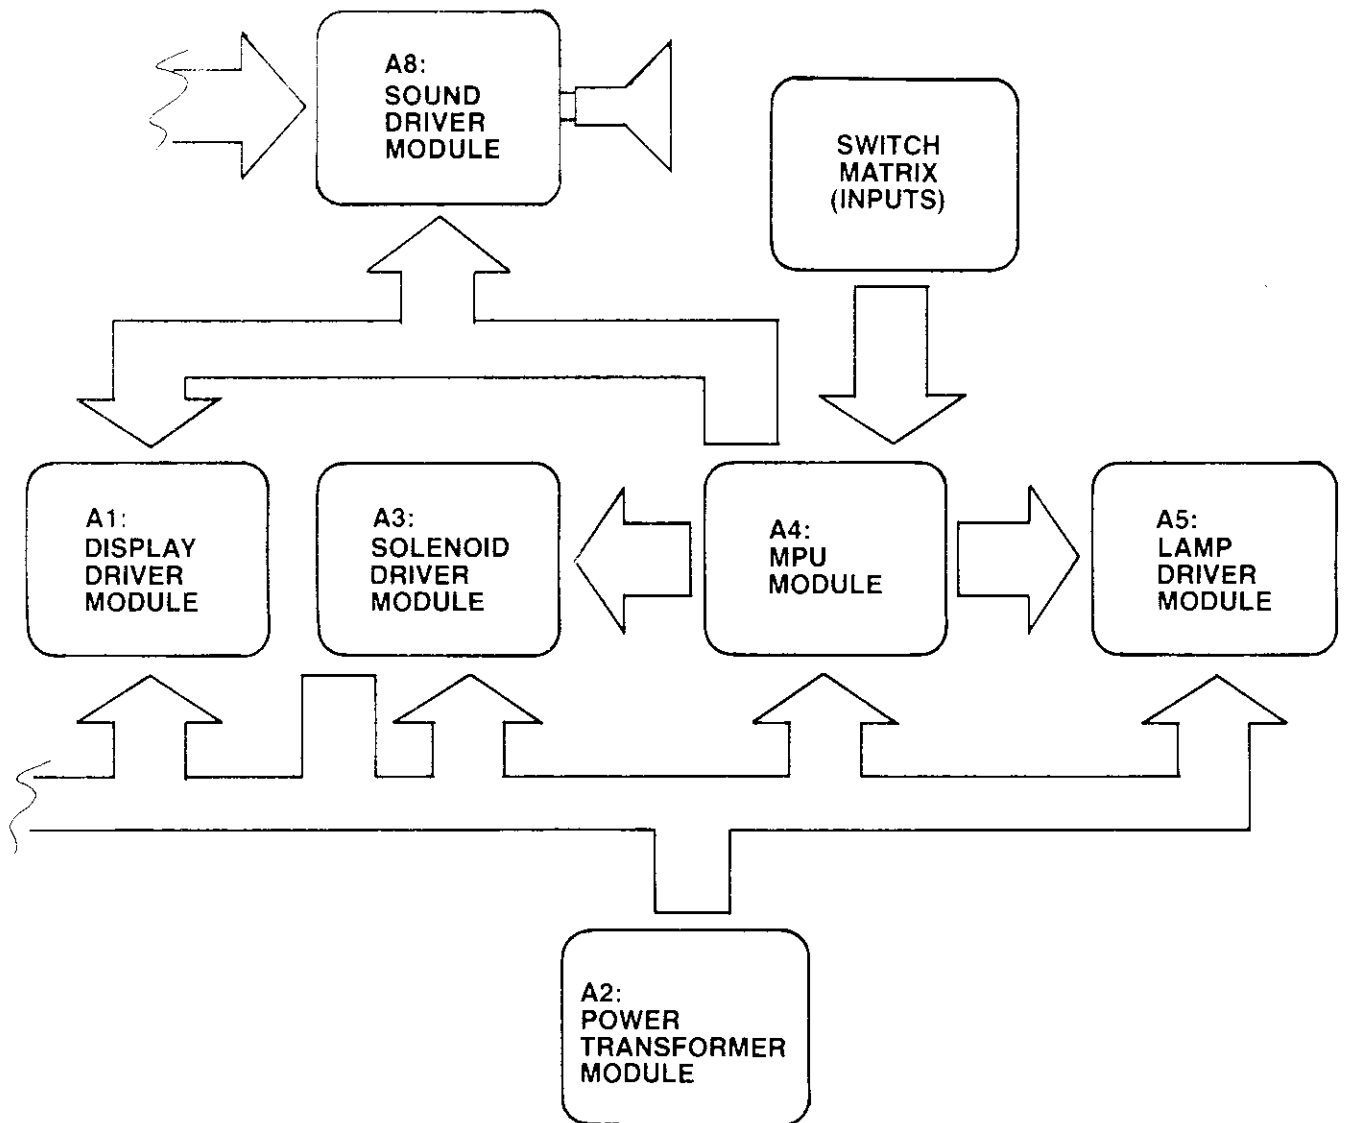 A8:
SOUND
DRIVER
MODULE
SWITCH
MATRIX
(INPUTS)
A1:
DISPLAY
DRIVER
MODULE
A3:
SOLENOID
DRIVER
MODULE
A4:
MPU
MODULE
A5:
LAMP
DRIVER
MODULE
A2:
POWER
TRANSFORMER
MODULE